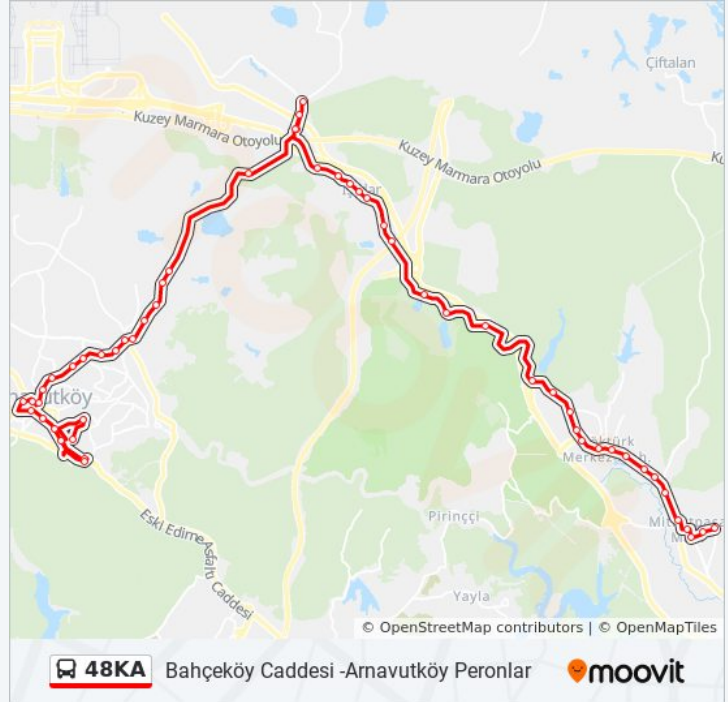 Çiftalan
Kuzey Marmara Otoyolu
Kuzey Marmara Otoyolu
Pirinççi
Eski Edirne Asfaltı Caddesi
Yayla
© OpenStreetMap contributors | © OpenMapTiles
48KA Bahçeköy Caddesi -Arnavutköy Peronlar moovit